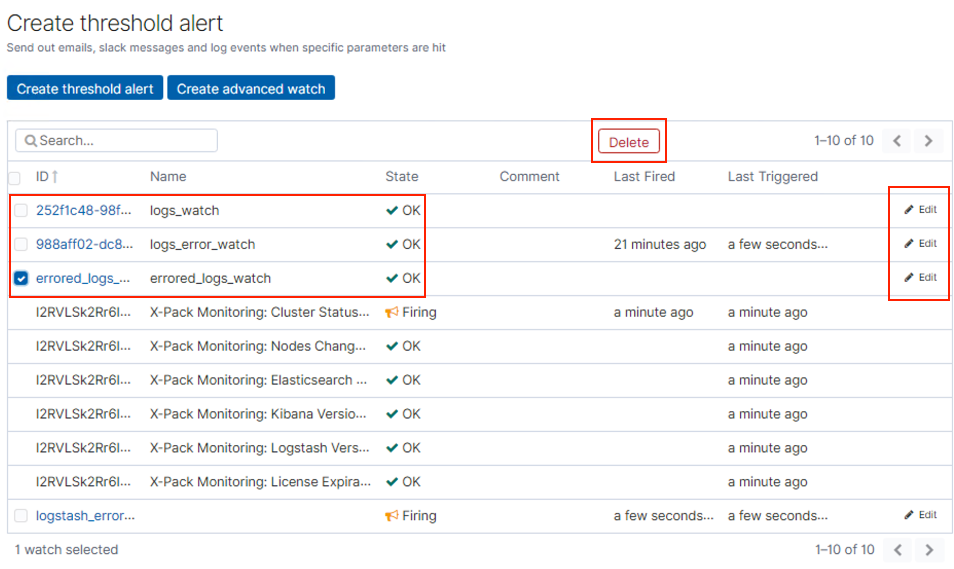 Create threshold alert
Send out emails, slack messages and log events when specific parameters are hit
Create threshold alert Create advanced watch
Search... Delete 1–10 of 10
ID Name State Comment Last Fired Last Triggered
252f1c48-98f... logs_watch OK Edit
988aff02-dc8... logs_error_watch OK 21 minutes ago a few seconds... Edit
errored_logs_... errored_logs_watch OK Edit
I2RVLSk2Rr6I... X-Pack Monitoring: Cluster Status... Firing a minute ago a minute ago
I2RVLSk2Rr6I... X-Pack Monitoring: Nodes Chang... OK a minute ago
I2RVLSk2Rr6I... X-Pack Monitoring: Elasticsearch ... OK a minute ago
I2RVLSk2Rr6I... X-Pack Monitoring: Kibana Versio... OK a minute ago
I2RVLSk2Rr6I... X-Pack Monitoring: Logstash Vers... OK a minute ago
I2RVLSk2Rr6I... X-Pack Monitoring: License Expira... OK a minute ago
logstash_error... Firing a few seconds... a few seconds... Edit
1 watch selected 1–10 of 10